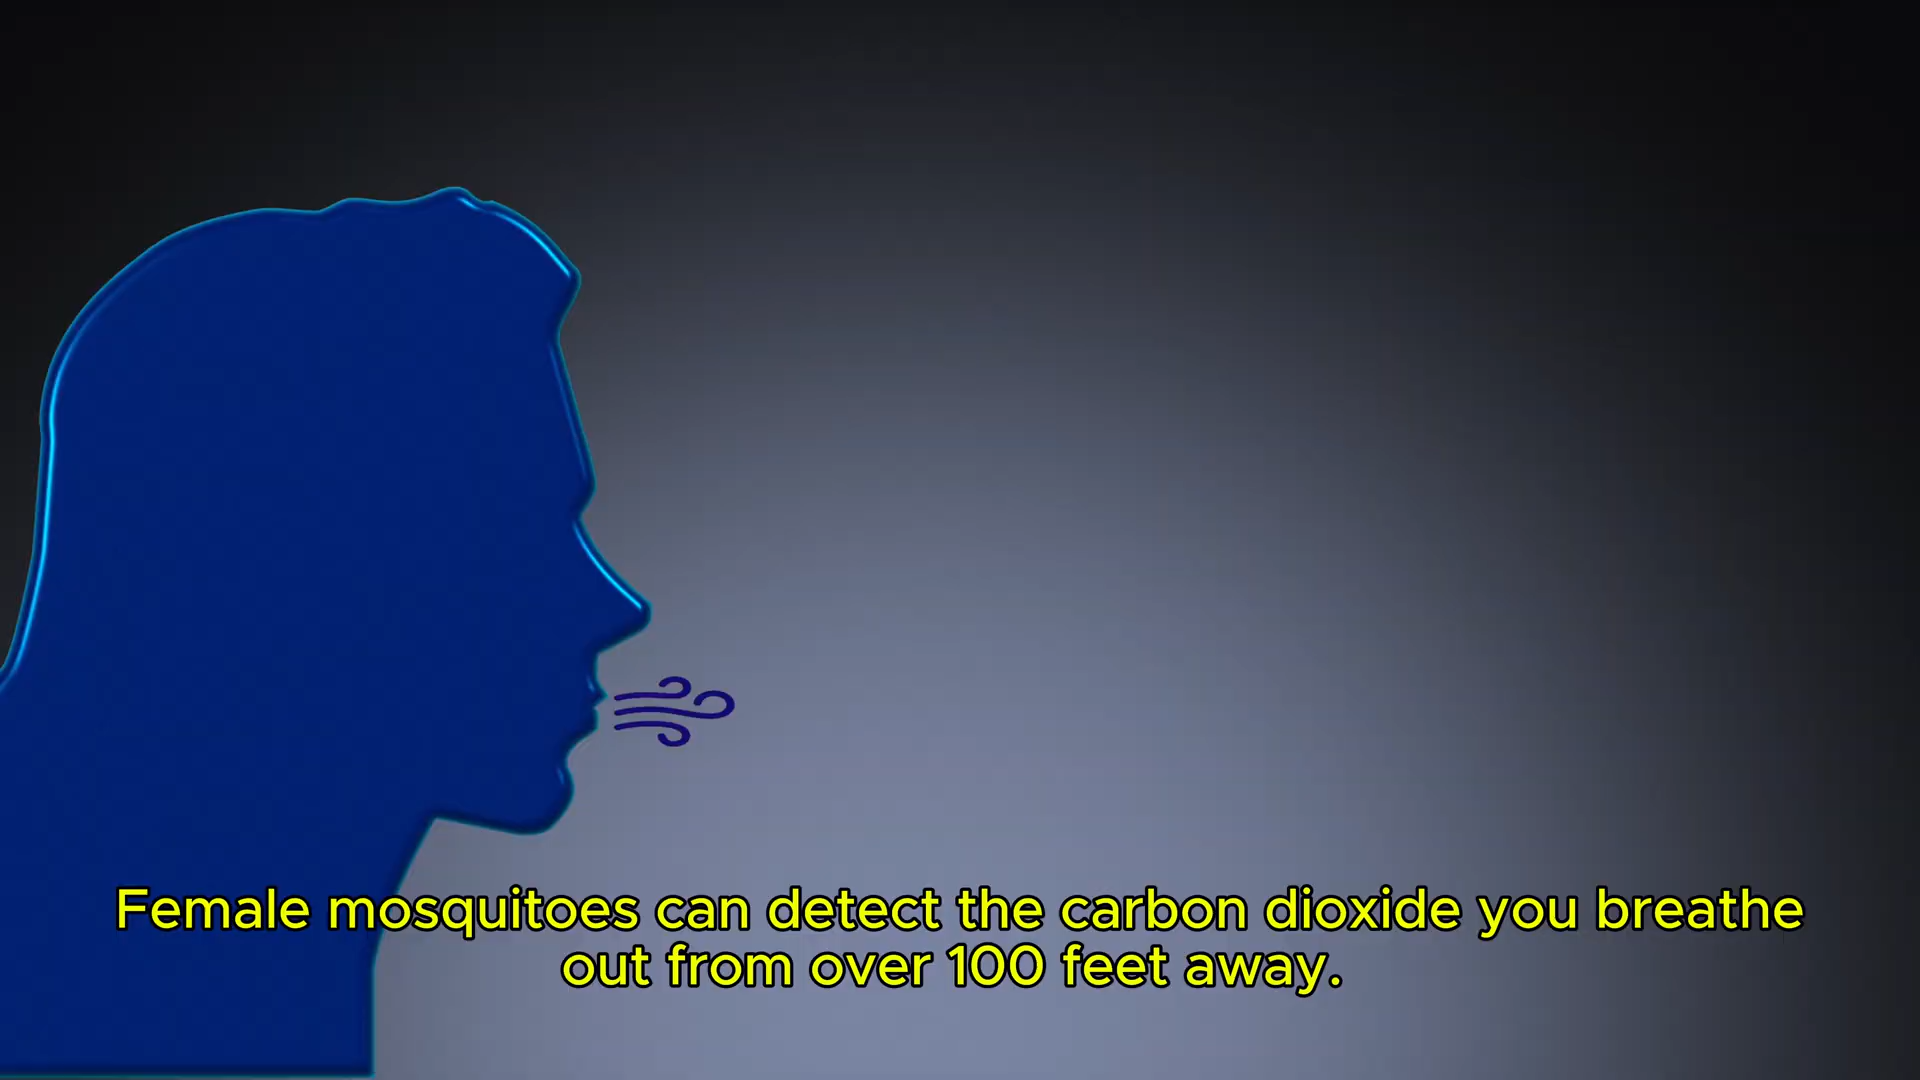 Female mosquitoes can detect the carbon dioxide you breathe
out from over 100 feet away.